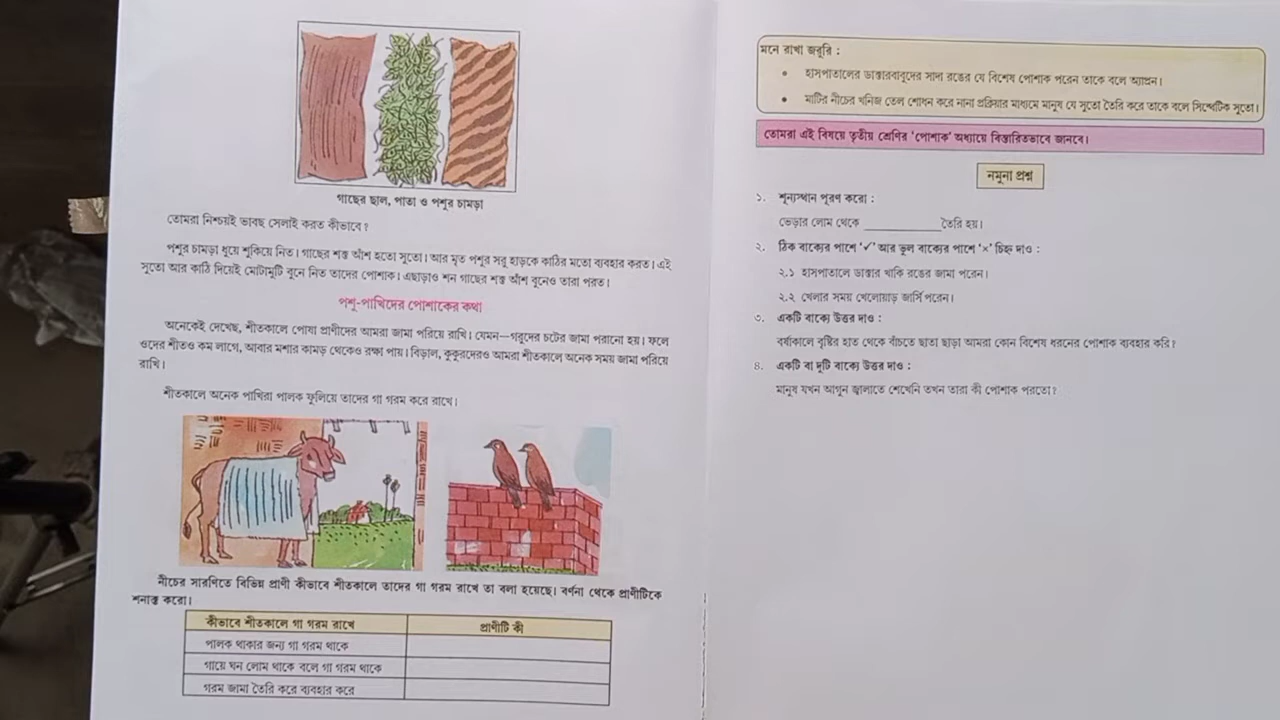 গাছের ছাল, পাতা ও পশুর চামড়া
তোমরা নিশ্চয়ই ভাবছ সেলাই করত কীভাবে?
পশুর চামড়া ধুয়ে শুকিয়ে নিত। গাছের শক্ত আঁশ হতো সুতো। আর মৃত পশুর সরু হাড়কে কাঠির মতো ব্যবহার করত। এই
সুতো আর কাঠি দিয়েই মোটামুটি বুনে নিত তাদের পোশাক। এছাড়াও শন গাছের শক্ত আঁশ বুনেও তারা পরত।
পশু-পাখিদের পোশাকের কথা
অনেকেই দেখেছ, শীতকালে পোষা প্রাণীদের আমরা জামা পরিয়ে রাখি। যেমন—গরুদের চটের জামা পরানো হয়। ফলে
ওদের শীতও কম লাগে, আবার মশার কামড় থেকেও রক্ষা পায়। বিড়াল, কুকুরদেরও আমরা শীতকালে অনেক সময় জামা পরিয়ে
রাখি।
শীতকালে অনেক পাখিরা পালক ফুলিয়ে তাদের গা গরম করে রাখে।
নীচের সারণিতে বিভিন্ন প্রাণী কীভাবে শীতকালে তাদের গা গরম রাখে তা বলা হয়েছে। বর্ণনা থেকে প্রাণীটিকে
শনাক্ত করো।
কীভাবে শীতকালে গা গরম রাখে প্রাণীটি কী
পালক থাকার জন্য গা গরম থাকে
গায়ে ঘন লোম থাকে বলে গা গরম থাকে
গরম জামা তৈরি করে ব্যবহার করে
মনে রাখা জরুরি :
• হাসপাতালের ডাক্তারবাবুদের সাদা রঙের যে বিশেষ পোশাক পরেন তাকে বলে অ্যাপ্রন।
• মাটির নীচের খনিজ তেল শোধন করে নানা প্রক্রিয়ার মাধ্যমে মানুষ যে সুতো তৈরি করে তাকে বলে সিন্থেটিক সুতো।
তোমরা এই বিষয়ে তৃতীয় শ্রেণির 'পোশাক' অধ্যায়ে বিস্তারিতভাবে জানবে।
নমুনা প্রশ্ন
১. শূন্যস্থান পূরণ করো :
ভেড়ার লোম থেকে ____________তৈরি হয়।
২. ঠিক বাক্যের পাশে '✓' আর ভুল বাক্যের পাশে '×' চিহ্ন দাও :
২.১ হাসপাতালে ডাক্তার খাকি রঙের জামা পরেন।
২.২ খেলার সময় খেলোয়াড় জার্সি পরেন।
৩. একটি বাক্যে উত্তর দাও :
বর্ষাকালে বৃষ্টির হাত থেকে বাঁচতে ছাতা ছাড়া আমরা কোন বিশেষ ধরনের পোশাক ব্যবহার করি?
৪. একটি বা দুটি বাক্যে উত্তর দাও :
মানুষ যখন আগুন জ্বালাতে শেখেনি তখন তারা কী পোশাক পরতো?